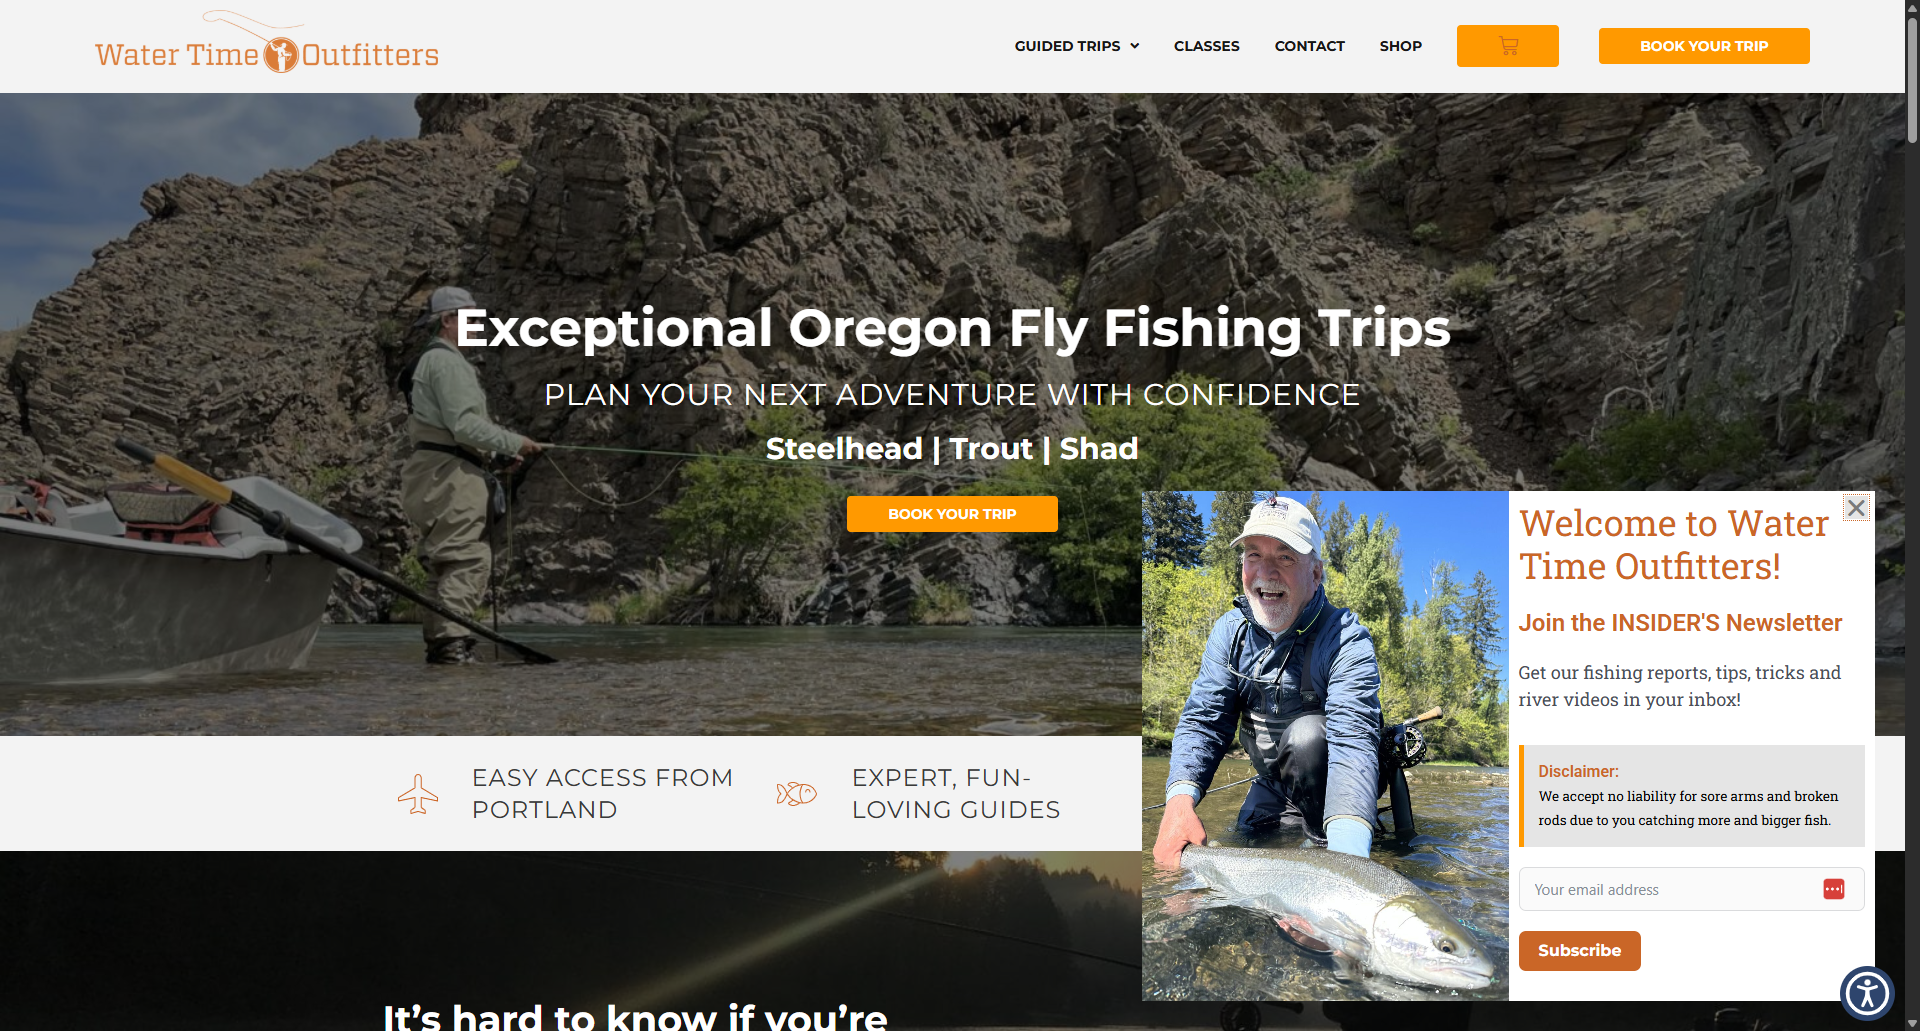 Water Time Outfitters
GUIDED TRIPS
CLASSES
CONTACT
SHOP
BOOK YOUR TRIP
Exceptional Oregon Fly Fishing Trips
PLAN YOUR NEXT ADVENTURE WITH CONFIDENCE
Steelhead | Trout | Shad
BOOK YOUR TRIP
EASY ACCESS FROM
PORTLAND
EXPERT, FUN-
LOVING GUIDES
Welcome to Water
Time Outfitters!
Join the INSIDER'S Newsletter
Get our fishing reports, tips, tricks and
river videos in your inbox!
Disclaimer:
We accept no liability for sore arms and broken
rods due to you catching more and bigger fish.
Your email address
Subscribe
It’s hard to know if you’re